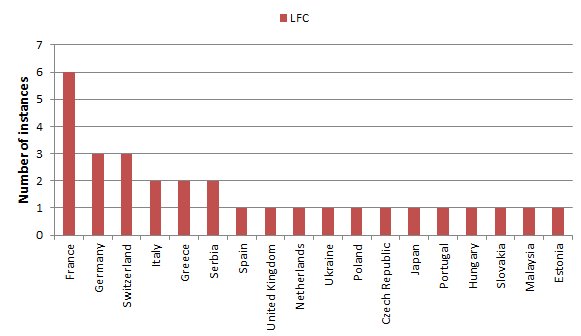 LFC
Number of instances
7
6
5
4
3
2
1
0
France
Germany
Switzerland
Italy
Greece
Serbia
Spain
United Kingdom
Netherlands
Ukraine
Poland
Czech Republic
Japan
Portugal
Hungary
Slovakia
Malaysia
Estonia